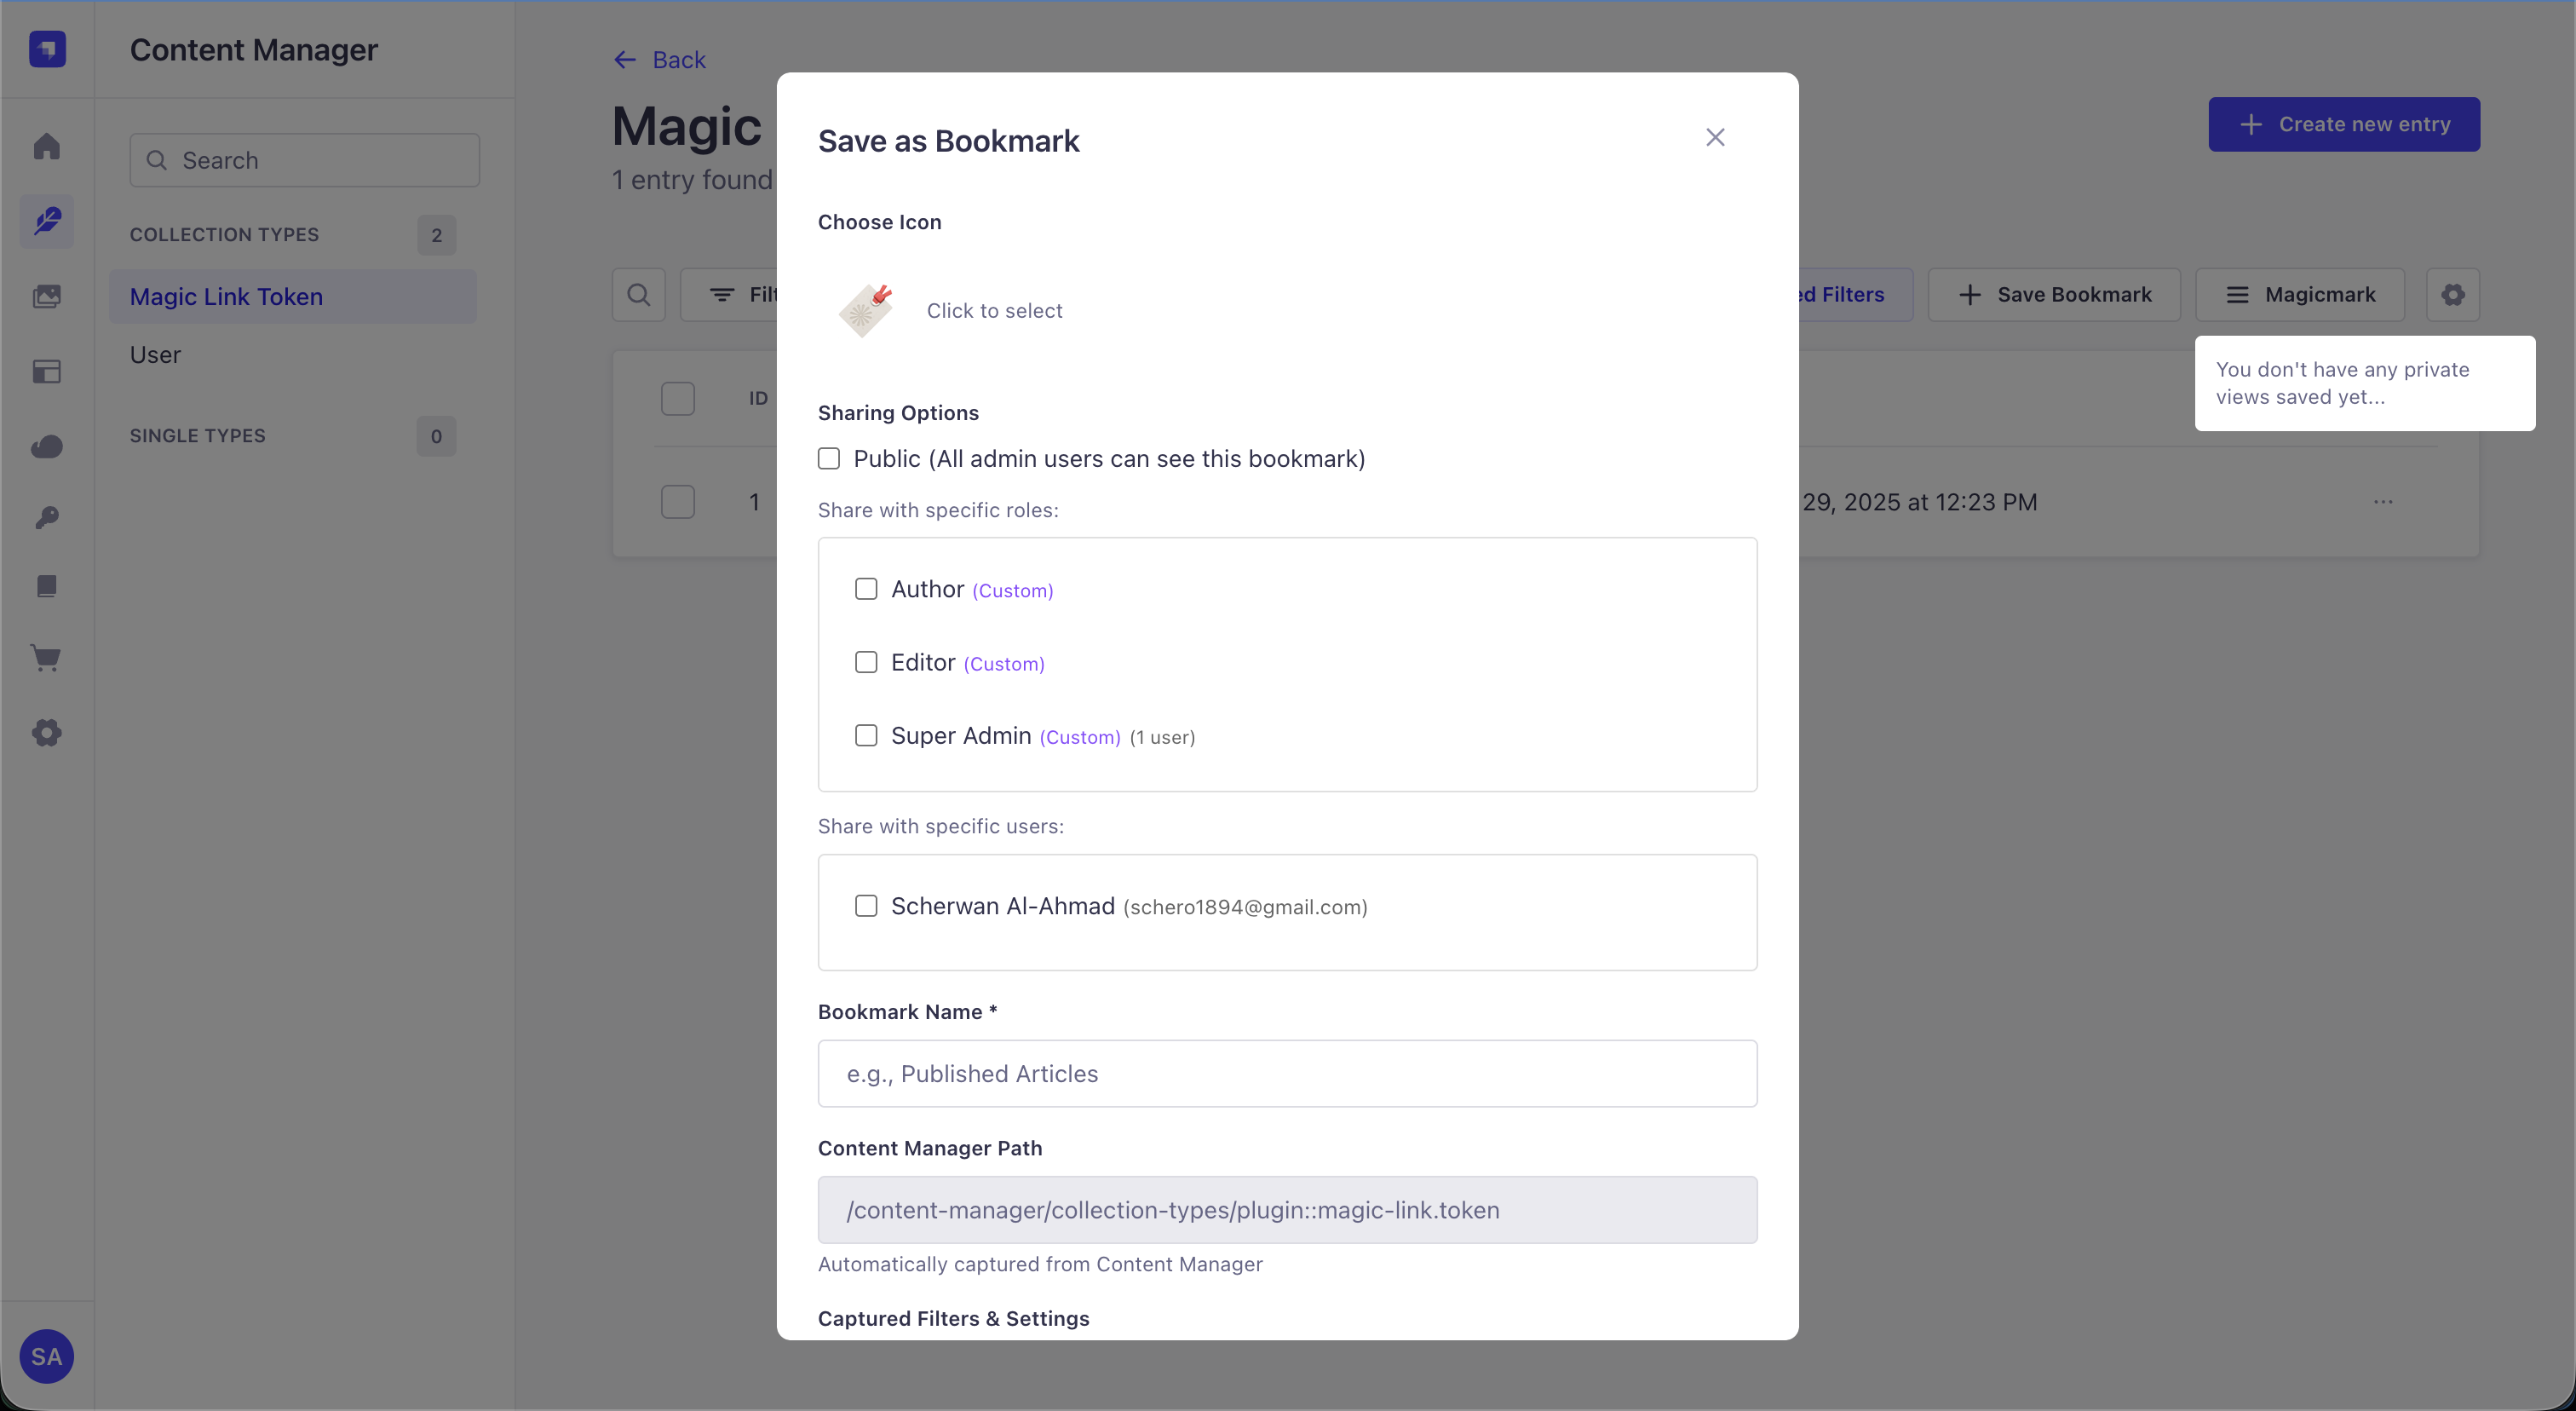 Content Manager
Search
COLLECTION TYPES
2
Magic Link Token
User
SINGLE TYPES
0
SA
Back
Magic
1 entry found
Create new entry
ed Filters
Save Bookmark
Magicmark
You don't have any private
views saved yet...
ID
1
29, 2025 at 12:23 PM
Save as Bookmark
Choose Icon
Click to select
Sharing Options
Public (All admin users can see this bookmark)
Share with specific roles:
Author (Custom)
Editor (Custom)
Super Admin (Custom) (1 user)
Share with specific users:
Scherwan Al-Ahmad (schero1894@gmail.com)
Bookmark Name *
e.g., Published Articles
Content Manager Path
/content-manager/collection-types/plugin::magic-link.token
Automatically captured from Content Manager
Captured Filters & Settings